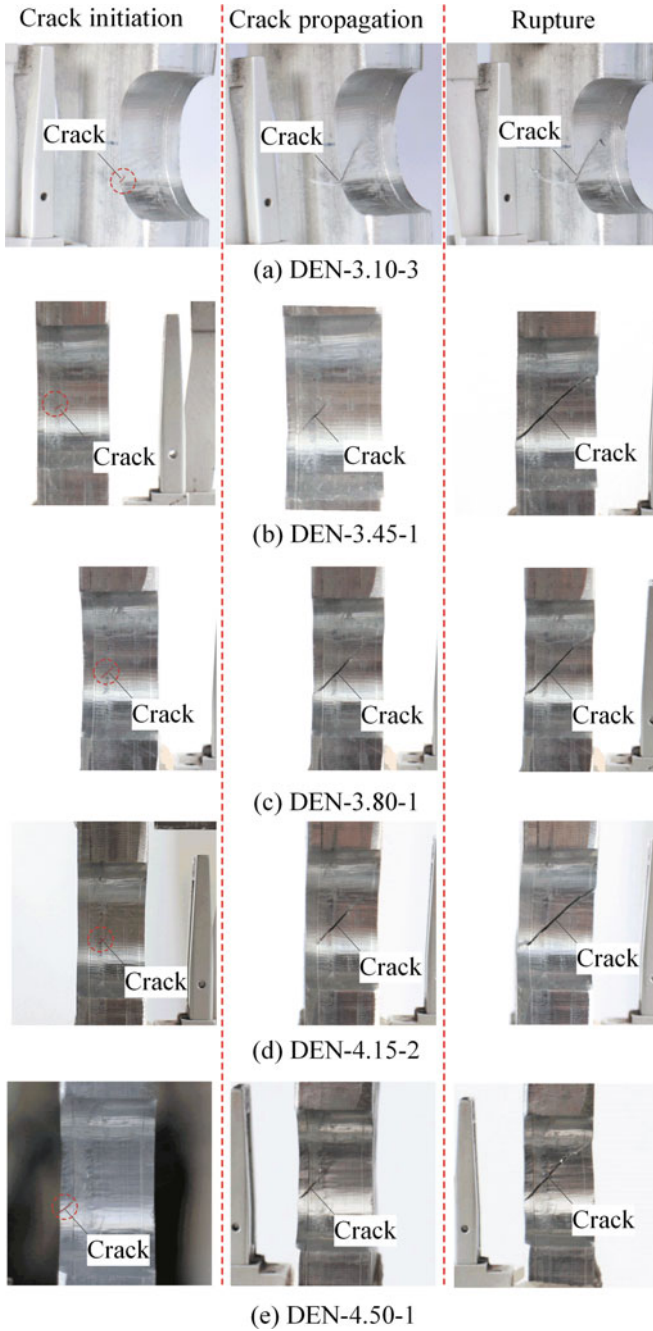 Crack initiation
Crack propagation
Rupture
Crack
Crack
Crack
(a) DEN-3.10-3
Crack
Crack
Crack
(b) DEN-3.45-1
Crack
Crack
Crack
(c) DEN-3.80-1
Crack
Crack
Crack
(d) DEN-4.15-2
Crack
Crack
Crack
(e) DEN-4.50-1